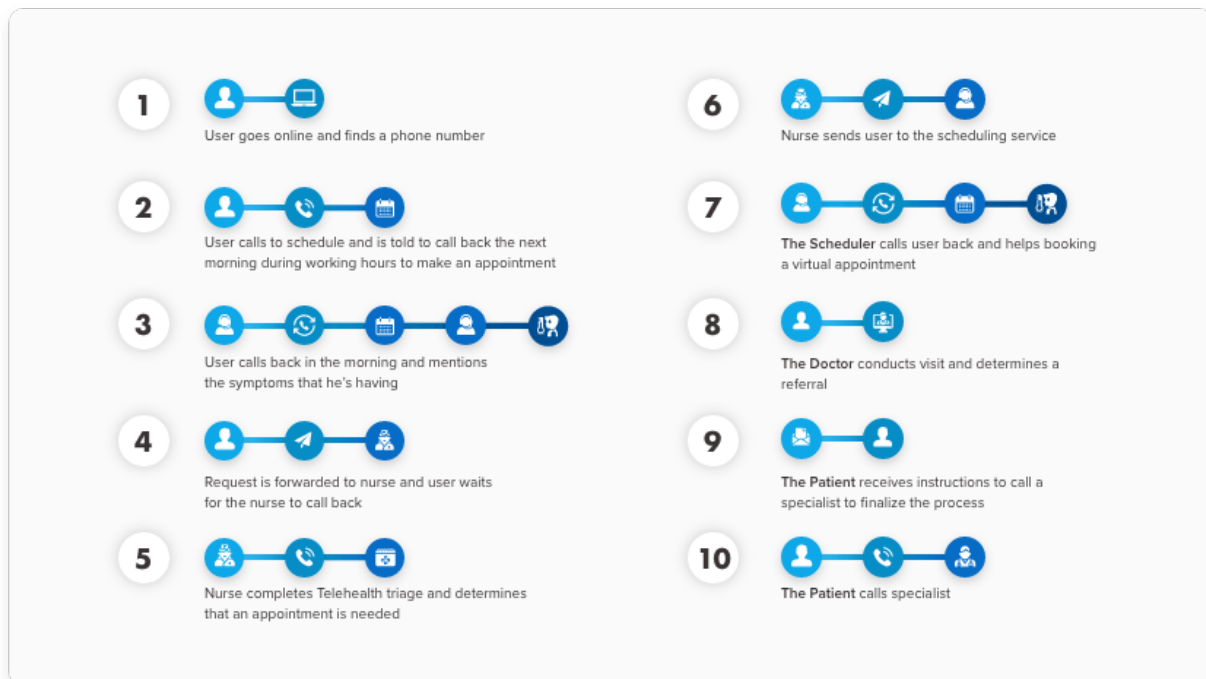 1
User goes online and finds a phone number
2
User calls to schedule and is told to call back the next
morning during working hours to make an appointment
3
User calls back in the morning and mentions
the symptoms that he's having
4
Request is forwarded to nurse and user waits
for the nurse to call back
5
Nurse completes Telehealth triage and determines
that an appointment is needed
6
Nurse sends user to the scheduling service
7
The Scheduler calls user back and helps booking
a virtual appointment
8
The Doctor conducts visit and determines a
referral
9
The Patient receives instructions to call a
specialist to finalize the process
10
The Patient calls specialist